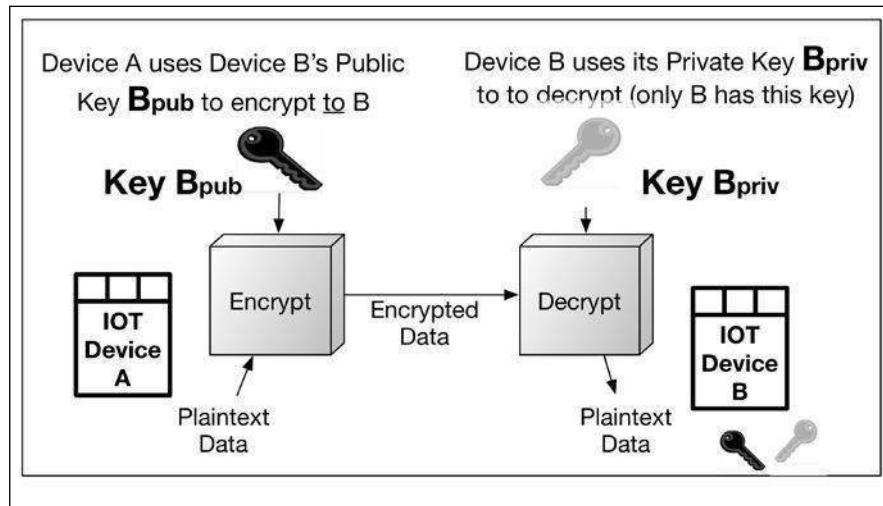 Device A uses Device B's Public
Key Bpub to encrypt to B
Device B uses its Private Key Bpriv
to to decrypt (only B has this key)
Key Bpub
Key Bpriv
Encrypt
Encrypted
Data
Decrypt
IOT
Device
A
IOT
Device
B
Plaintext
Data
Plaintext
Data